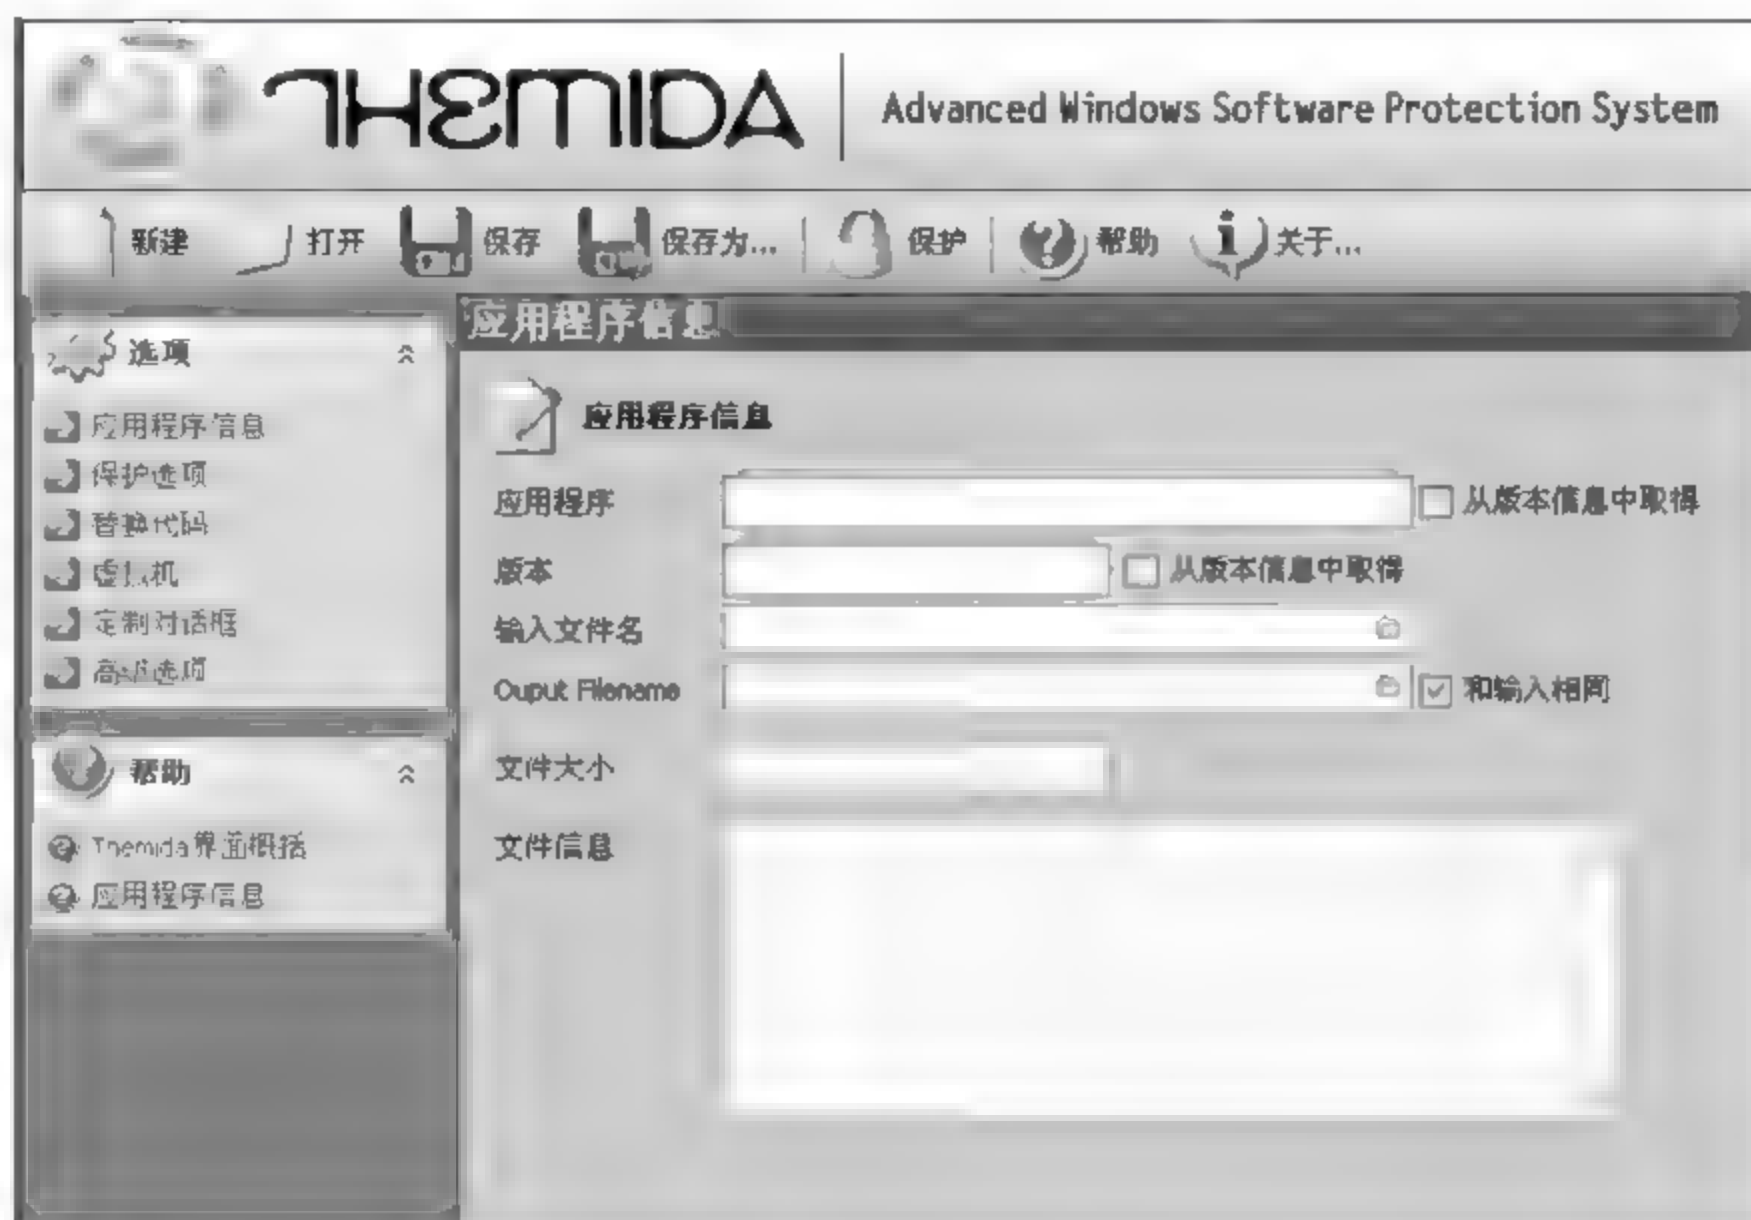 THEMIDA Advanced Windows Software Protection System
新建 打开 保存 保存为... 保护 帮助 关于...
应用程序信息
选项
应用程序信息
保护选项
替换代码
虚拟机
定制对话框
高级选项
帮助
Themida界面概括
应用程序信息
应用程序信息
应用程序 从版本信息中取得
版本 从版本信息中取得
输入文件名
Ouput Filename 和输入相同
文件大小
文件信息